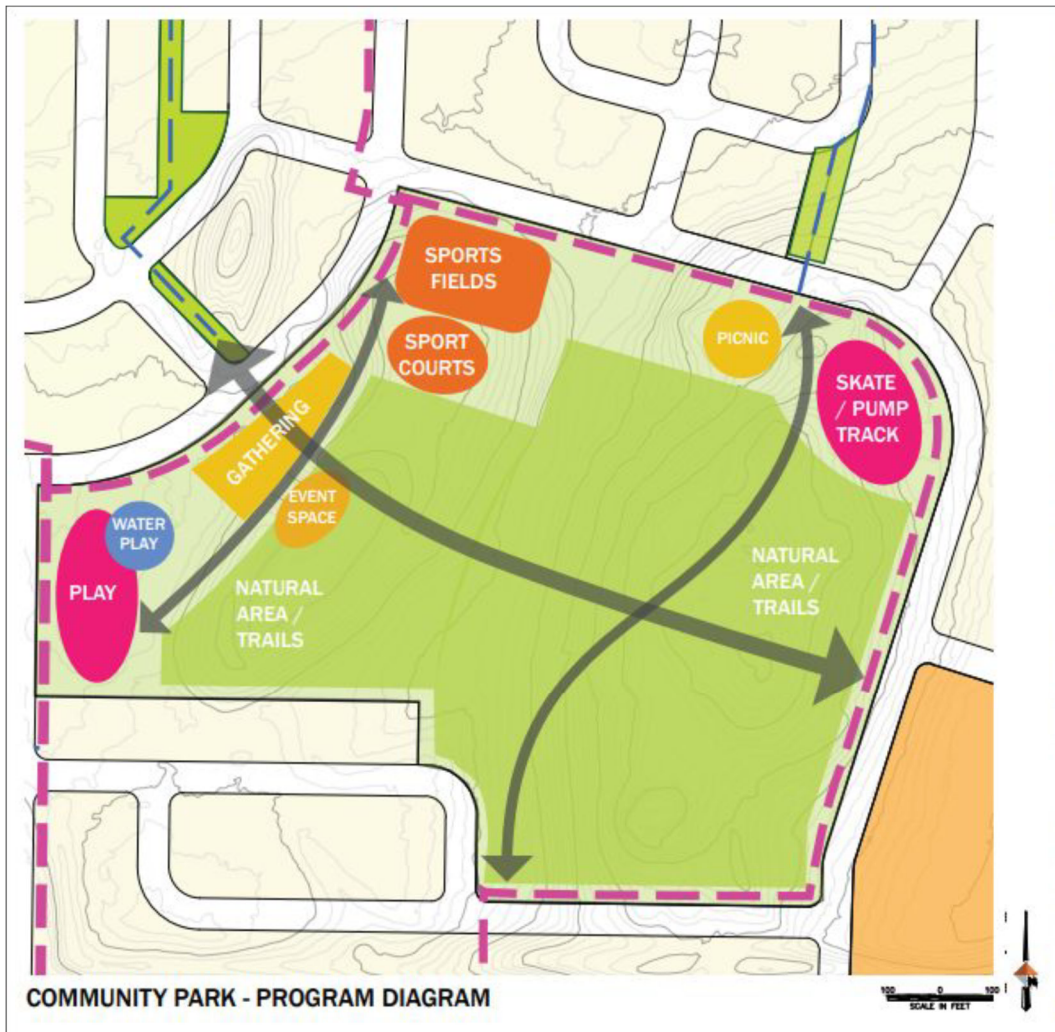 SPORTS
FIELDS
SPORT
COURTS
PICNIC
SKATE
/ PUMP
TRACK
GATHERING
EVENT
SPACE
WATER
PLAY
PLAY
NATURAL
AREA /
TRAILS
NATURAL
AREA /
TRAILS
COMMUNITY PARK - PROGRAM DIAGRAM
100 0 100
SCALE IN FEET